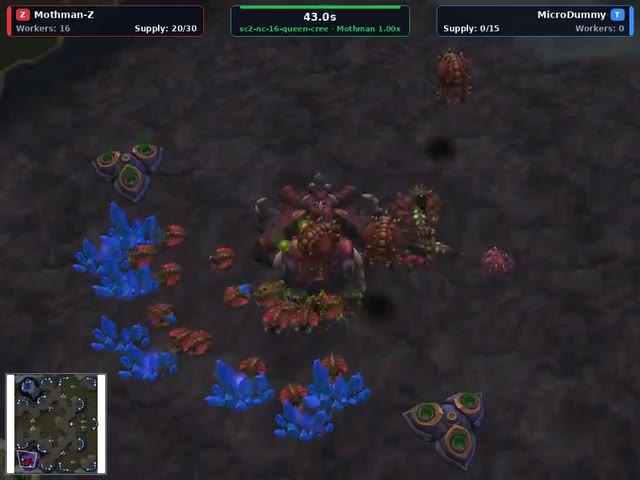 Z Mothman-Z
Workers: 16 Supply: 20/30
43.0s
sc2-nc-16-queen-cree · Mothman 1.00x
MicroDummy T
Supply: 0/15 Workers: 0